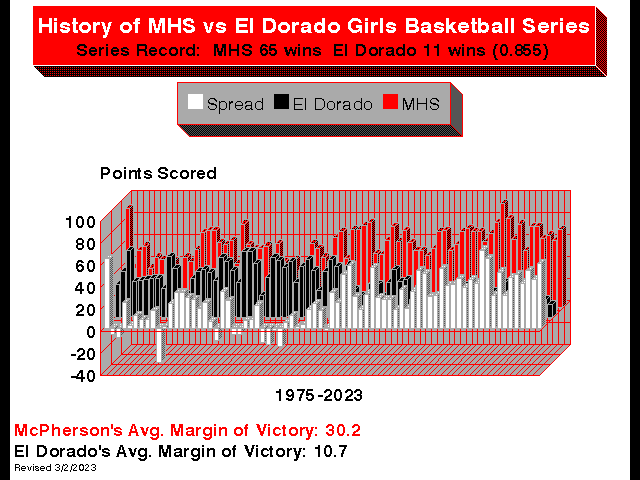 History of MHS vs El Dorado Girls Basketball Series
Series Record: MHS 65 wins El Dorado 11 wins (0.855)
Spread El Dorado MHS
Points Scored
100
80
60
40
20
0
-20
-40
1975-2023
McPherson's Avg. Margin of Victory: 30.2
El Dorado's Avg. Margin of Victory: 10.7
Revised 3/2/2023